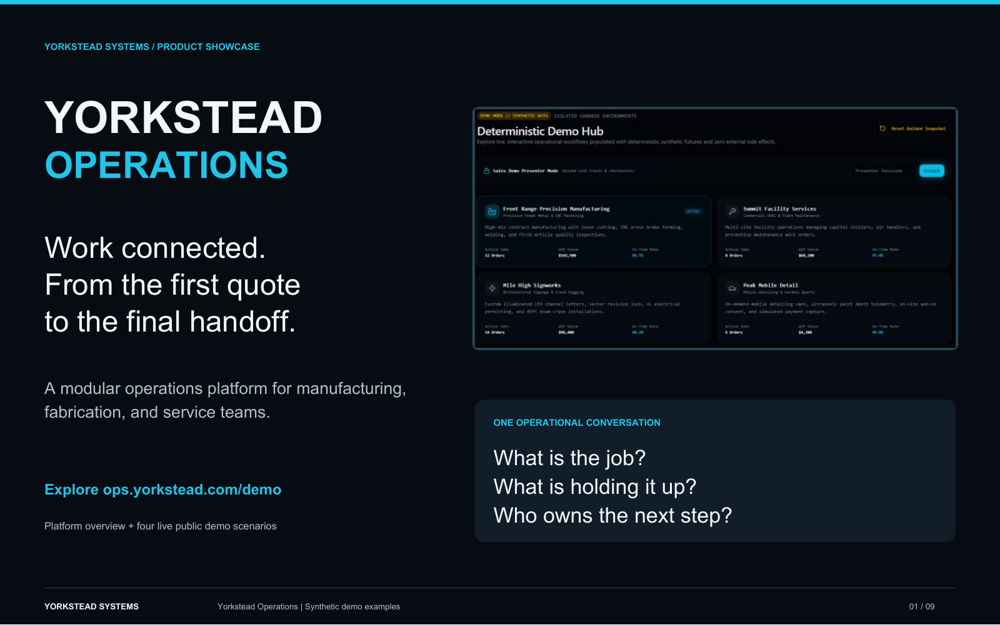 YORKSTEAD SYSTEMS / PRODUCT SHOWCASE
YORKSTEAD
OPERATIONS
Work connected.
From the first quote
to the final handoff.
A modular operations platform for manufacturing,
fabrication, and service teams.
Explore ops.yorkstead.com/demo
Platform overview + four live public demo scenarios
DEMO MODE // SYNTHETIC DATA ISOLATED SANDBOX ENVIRONMENTS
Deterministic Demo Hub
Explore live, interactive operational workflows populated with deterministic synthetic fixtures and zero external side effects.
Reset Golden Snapshot
Sales Demo Presenter Mode (Guided talk tracks & checkpoints)
Presenter Passcode
Unlock
Front Range Precision Manufacturing
Precision Sheet Metal & CNC Machining
ACTIVE
High-mix contract manufacturing with laser cutting, CNC press brake forming,
welding, and first-article quality inspections.
Active Jobs WIP Value On-Time Rate
12 Orders $142,500 98.7%
Summit Facility Services
Commercial HVAC & Plant Maintenance
Multi-site facility operations managing capital chillers, air handlers, and
preventive maintenance work orders.
Active Jobs WIP Value On-Time Rate
8 Orders $68,200 97.4%
Mile High Signworks
Architectural Signage & Crane Rigging
Custom illuminated LED channel letters, vector revision lock, UL electrical
permitting, and 45ft boom crane installations.
Active Jobs WIP Value On-Time Rate
14 Orders $96,400 98.2%
Peak Mobile Detail
Mobile Detailing & Ceramic Quartz
On-demand mobile detailing vans, ultrasonic paint depth telemetry, on-site add-on
consent, and simulated payment capture.
Active Jobs WIP Value On-Time Rate
6 Orders $4,200
ONE OPERATIONAL CONVERSATION
What is the job?
What is holding it up?
Who owns the next step?
YORKSTEAD SYSTEMS
Yorkstead Operations | Synthetic demo examples
01 / 09